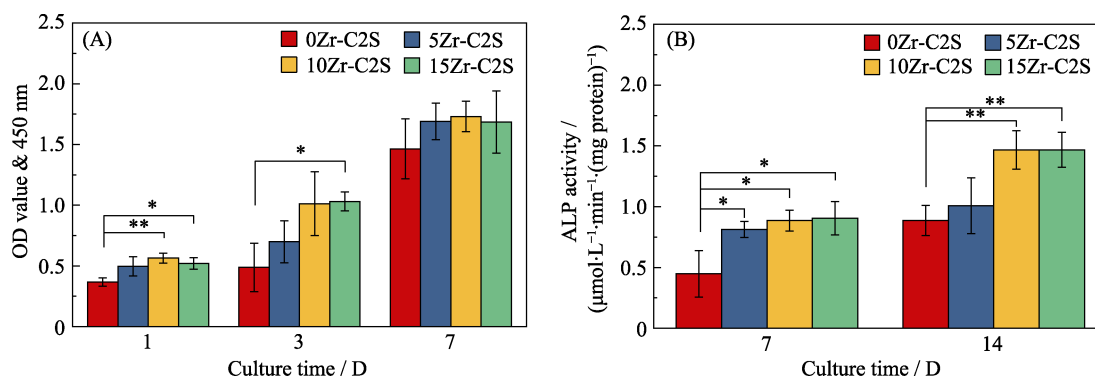 (A)
0Zr-C2S 5Zr-C2S
10Zr-C2S 15Zr-C2S
OD value & 450 nm
2.5
2.0
1.5
1.0
0.5
0
*
**
*
1 3 7
Culture time / D
(B)
0Zr-C2S 5Zr-C2S
10Zr-C2S 15Zr-C2S
ALP activity /
(μmol·L⁻¹·min⁻¹·(mg protein)⁻¹)
2.5
2.0
1.5
1.0
0.5
0
*
*
*
**
**
7 14
Culture time / D